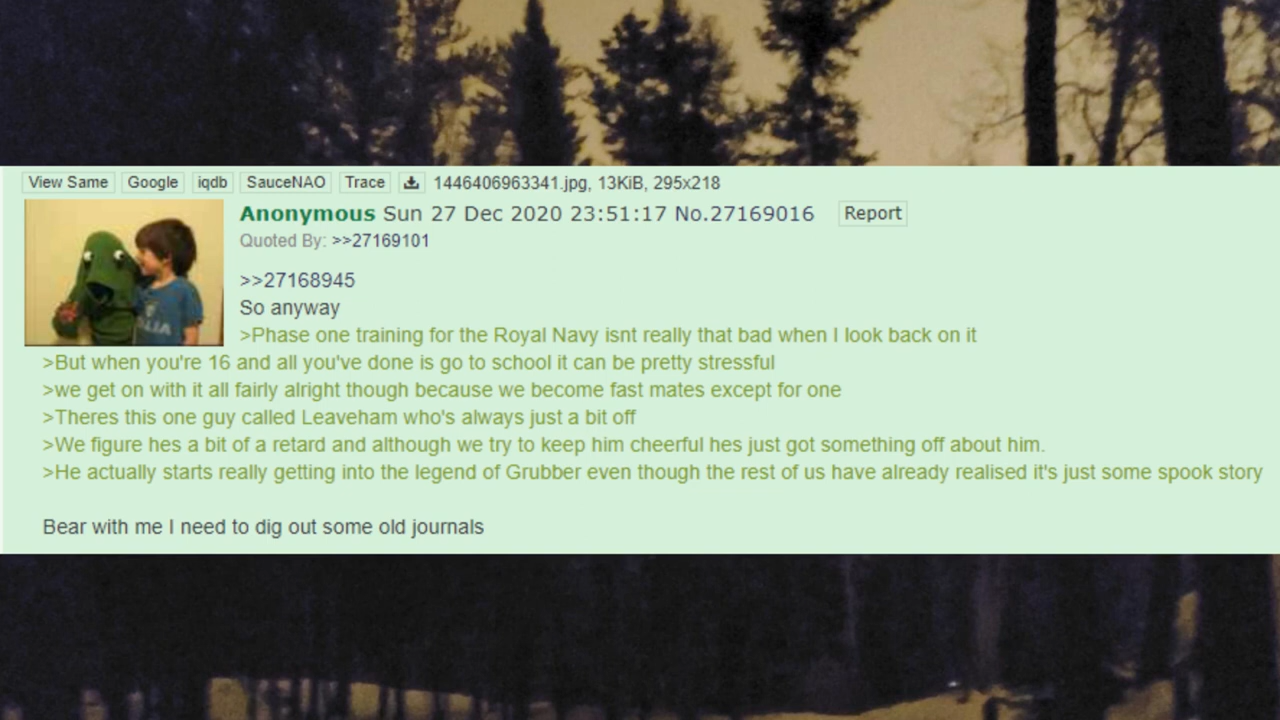 View Same Google iqdb SauceNAO Trace 1446406963341.jpg, 13KiB, 295x218
Anonymous Sun 27 Dec 2020 23:51:17 No.27169016 Report
Quoted By: >>27169101
>>27168945
So anyway
>Phase one training for the Royal Navy isnt really that bad when I look back on it
>But when you're 16 and all you've done is go to school it can be pretty stressful
>we get on with it all fairly alright though because we become fast mates except for one
>Theres this one guy called Leaveham who's always just a bit off
>We figure hes a bit of a retard and although we try to keep him cheerful hes just got something off about him.
>He actually starts really getting into the legend of Grubber even though the rest of us have already realised it's just some spook story
Bear with me I need to dig out some old journals